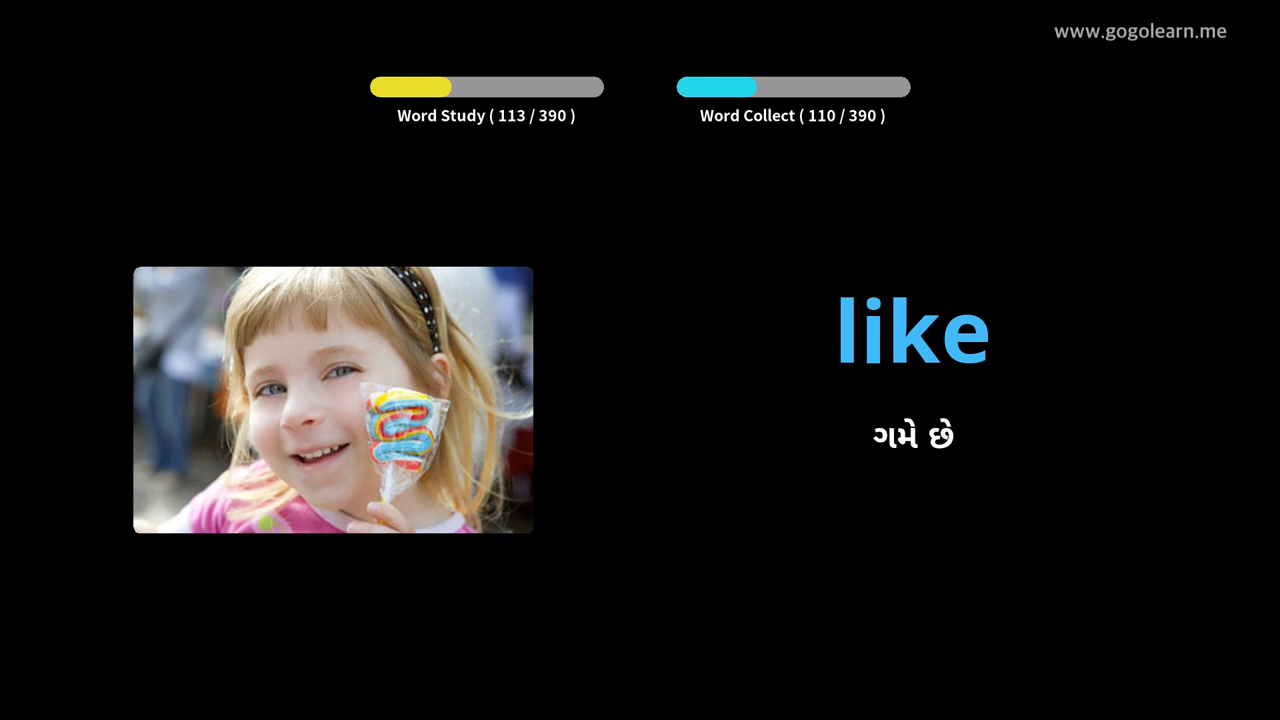 www.gogolearn.me
Word Study ( 113 / 390 )
Word Collect ( 110 / 390 )
like
ગમે છે